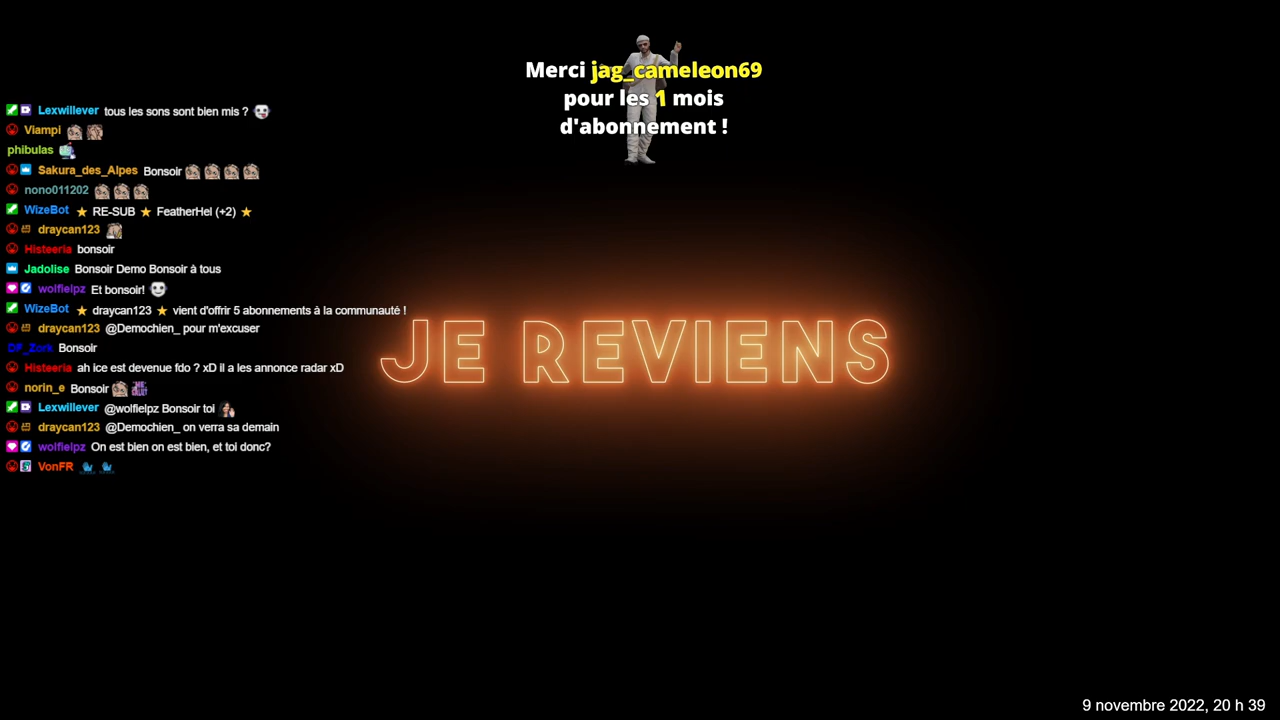 Merci jag_cameleon69
pour les 1 mois
d'abonnement !
Lexwillever tous les sons sont bien mis ?
Viampi
phibulas
Sakura_des_Alpes Bonsoir
nono011202
WizeBot ★ RE-SUB ★ FeatherHel (+2) ★
draycan123
Histeeria bonsoir
Jadolise Bonsoir Demo Bonsoir à tous
wolfielpz Et bonsoir!
WizeBot ★ draycan123 ★ vient d'offrir 5 abonnements à la communauté !
draycan123 @Demochien_ pour m'excuser
DF_Zork Bonsoir
Histeeria ah ice est devenue fdo ? xD il a les annonce radar xD
norin_e Bonsoir
Lexwillever @wolfielpz Bonsoir toi
draycan123 @Demochien_ on verra sa demain
wolfielpz On est bien on est bien, et toi donc?
VonFR
JE REVIENS
9 novembre 2022, 20 h 39